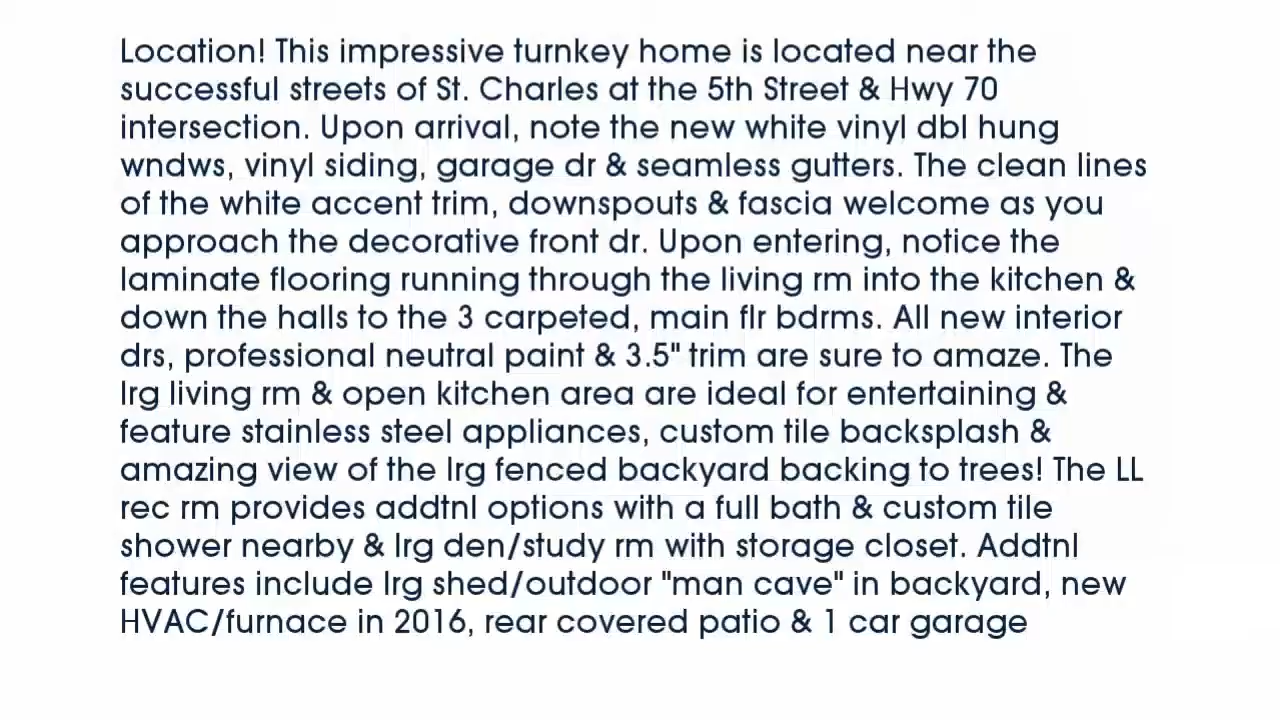 Location! This impressive turnkey home is located near the
successful streets of St. Charles at the 5th Street & Hwy 70
intersection. Upon arrival, note the new white vinyl dbl hung
wndws, vinyl siding, garage dr & seamless gutters. The clean lines
of the white accent trim, downspouts & fascia welcome as you
approach the decorative front dr. Upon entering, notice the
laminate flooring running through the living rm into the kitchen &
down the halls to the 3 carpeted, main flr bdrms. All new interior
drs, professional neutral paint & 3.5" trim are sure to amaze. The
lrg living rm & open kitchen area are ideal for entertaining &
feature stainless steel appliances, custom tile backsplash &
amazing view of the lrg fenced backyard backing to trees! The LL
rec rm provides addtnl options with a full bath & custom tile
shower nearby & lrg den/study rm with storage closet. Addtnl
features include lrg shed/outdoor "man cave" in backyard, new
HVAC/furnace in 2016, rear covered patio & 1 car garage